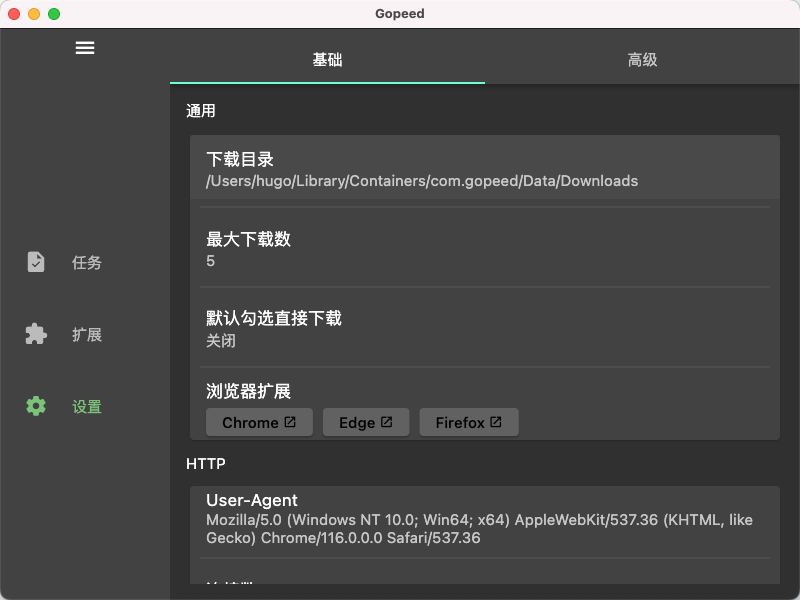 Gopeed
基础
高级
通用
下载目录
/Users/hugo/Library/Containers/com.gopeed/Data/Downloads
最大下载数
5
任务
默认勾选直接下载
关闭
扩展
浏览器扩展
设置
Chrome
Edge
Firefox
HTTP
User-Agent
Mozilla/5.0 (Windows NT 10.0; Win64; x64) AppleWebKit/537.36 (KHTML, like
Gecko) Chrome/116.0.0.0 Safari/537.36